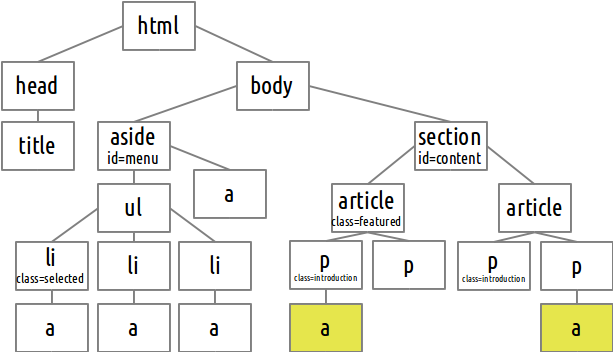 html
head
body
title
aside
id=menu
section
id=content
a
ul
article
class=featured
article
li
class=selected
li
li
p
class=introduction
p
p
class=introduction
p
a
a
a
a
a